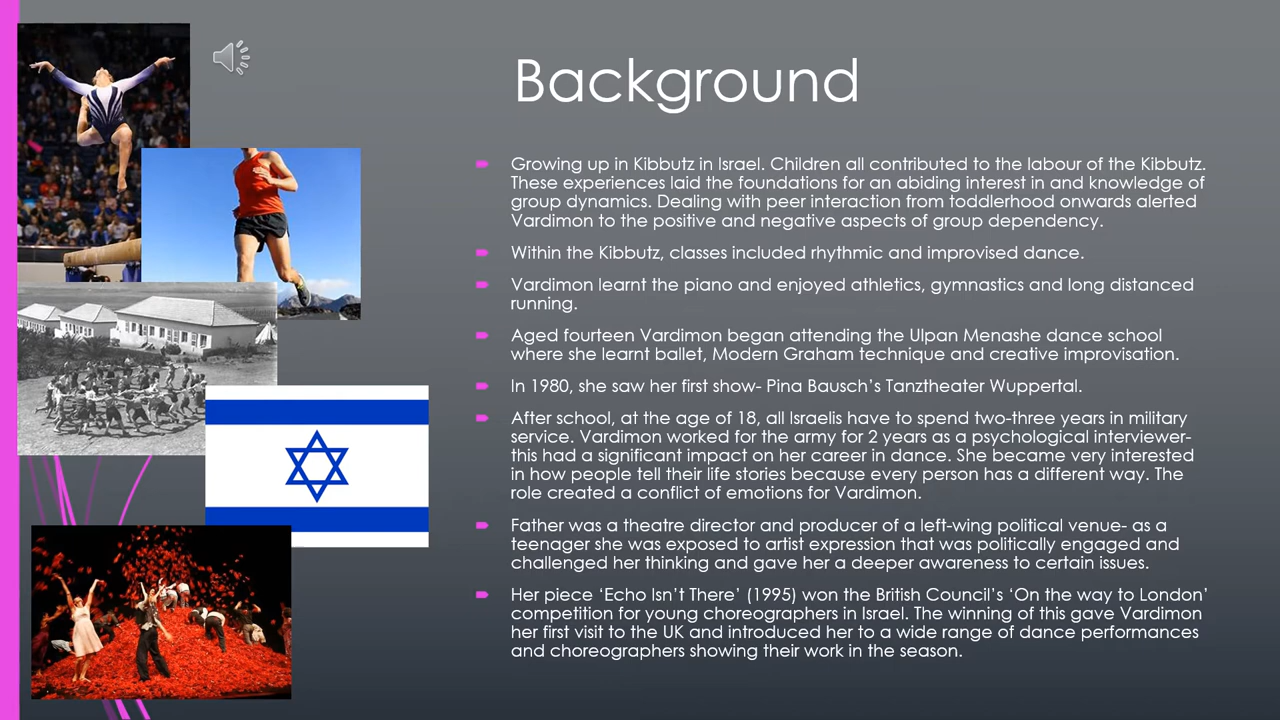 Background
Growing up in Kibbutz in Israel. Children all contributed to the labour of the Kibbutz.
These experiences laid the foundations for an abiding interest in and knowledge of
group dynamics. Dealing with peer interaction from toddlerhood onwards alerted
Vardimon to the positive and negative aspects of group dependency.
Within the Kibbutz, classes included rhythmic and improvised dance.
Vardimon learnt the piano and enjoyed athletics, gymnastics and long distanced
running.
Aged fourteen Vardimon began attending the Ulpan Menashe dance school
where she learnt ballet, Modern Graham technique and creative improvisation.
In 1980, she saw her first show- Pina Bausch’s Tanztheater Wuppertal.
After school, at the age of 18, all Israelis have to spend two-three years in military
service. Vardimon worked for the army for 2 years as a psychological interviewer-
this had a significant impact on her career in dance. She became very interested
in how people tell their life stories because every person has a different way. The
role created a conflict of emotions for Vardimon.
Father was a theatre director and producer of a left-wing political venue- as a
teenager she was exposed to artist expression that was politically engaged and
challenged her thinking and gave her a deeper awareness to certain issues.
Her piece ‘Echo Isn’t There’ (1995) won the British Council’s ‘On the way to London’
competition for young choreographers in Israel. The winning of this gave Vardimon
her first visit to the UK and introduced her to a wide range of dance performances
and choreographers showing their work in the season.